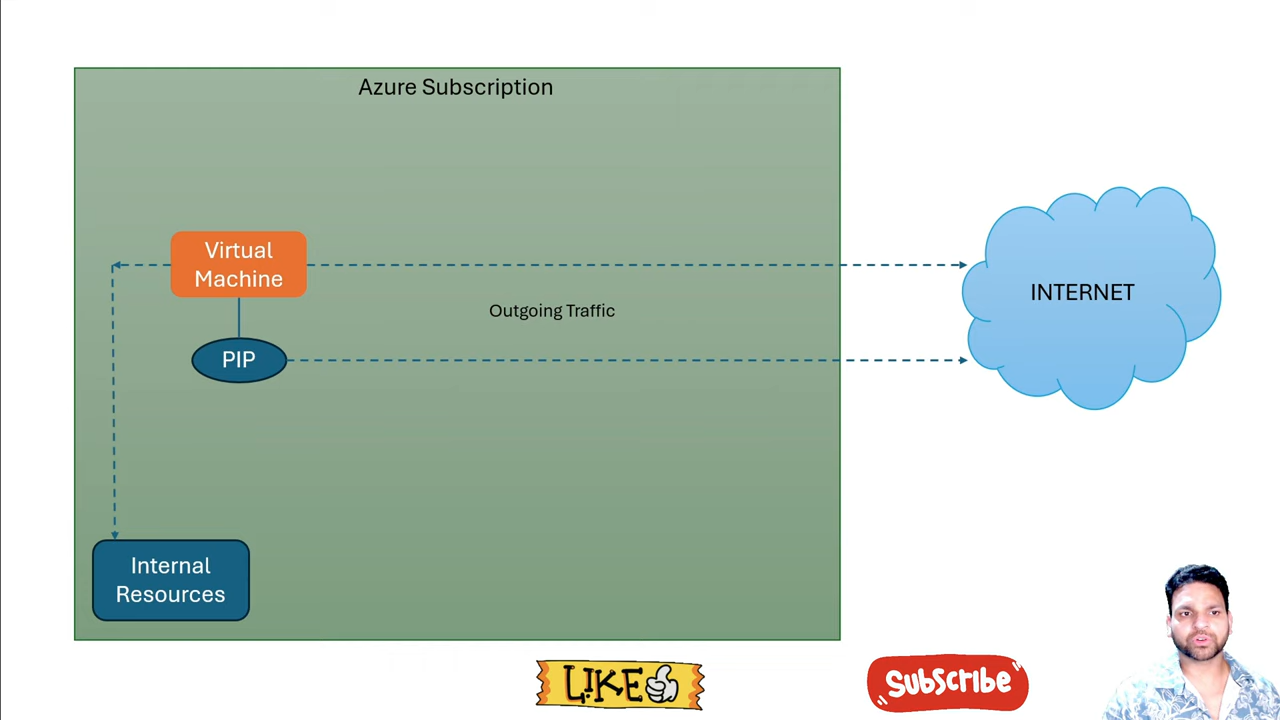 Azure Subscription
Virtual
Machine
INTERNET
Outgoing Traffic
PIP
Internal
Resources
LIKE
SUBSCRIBE